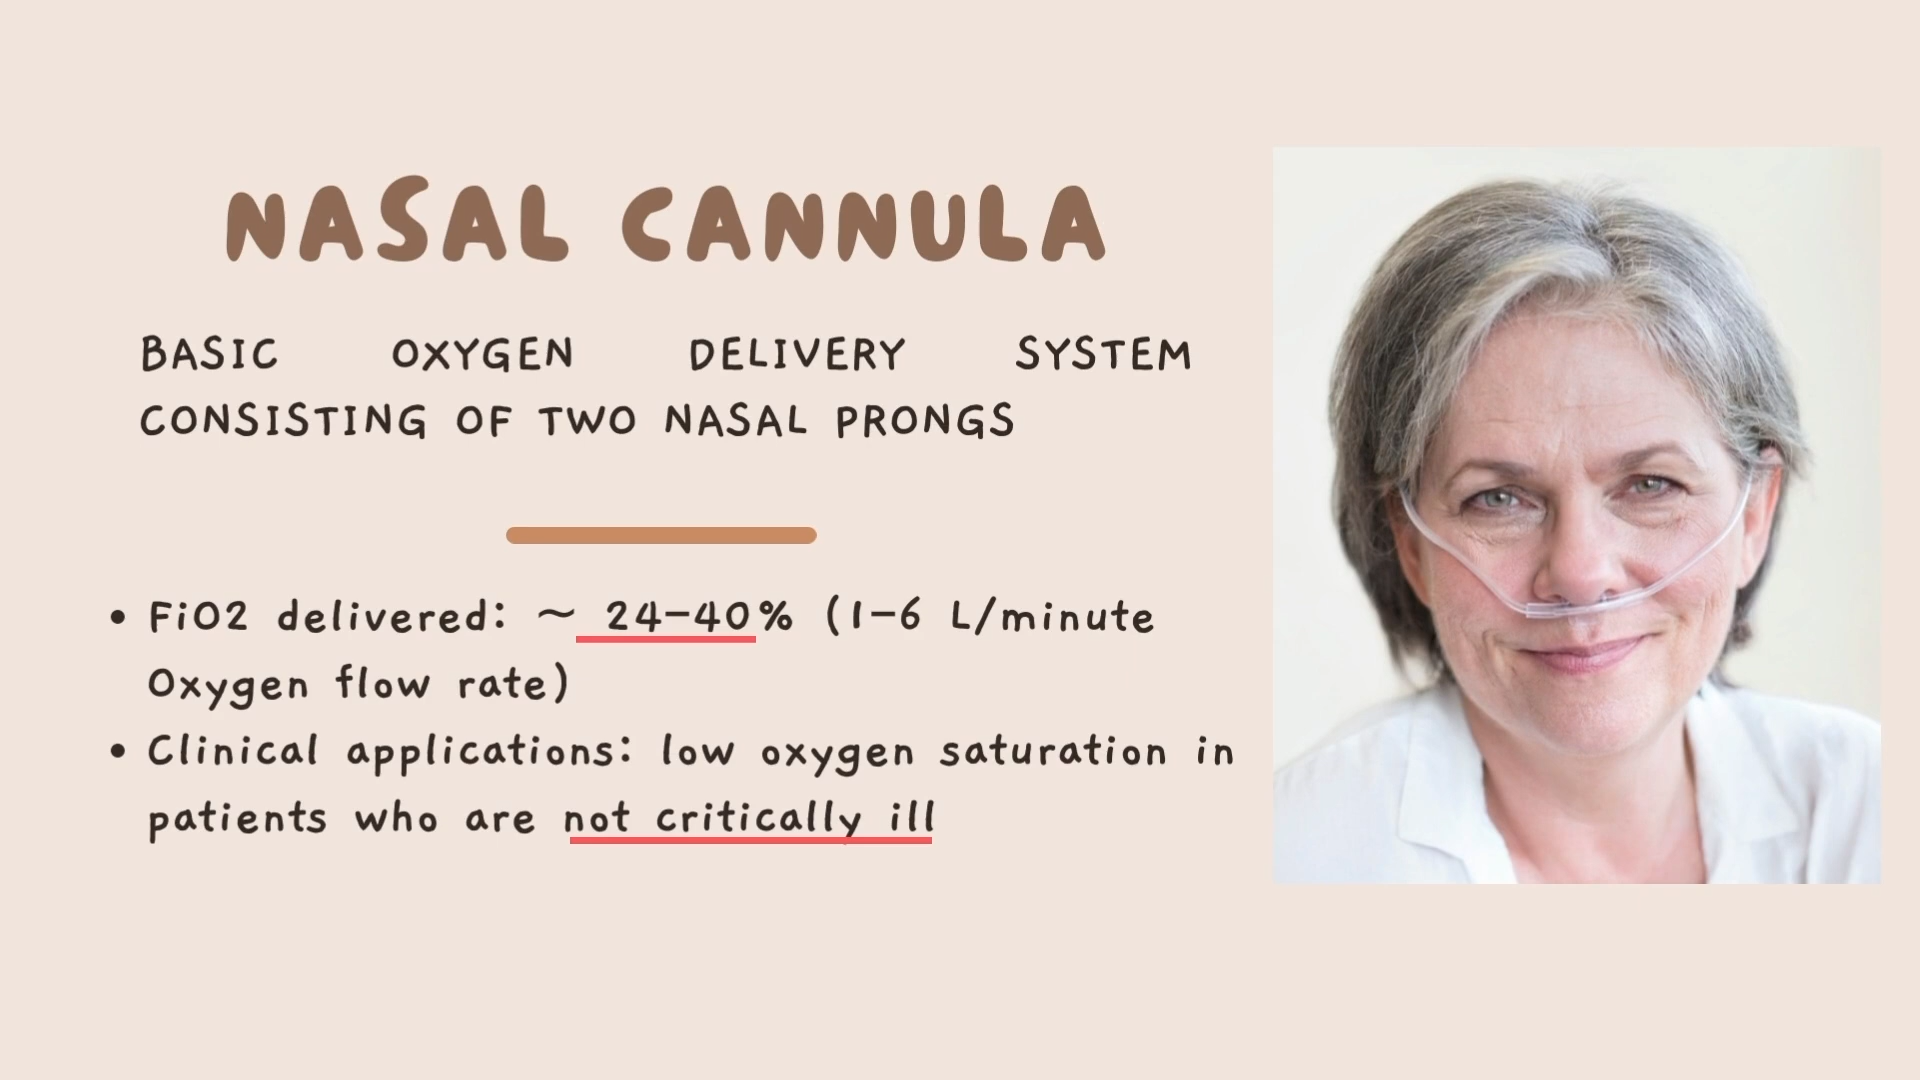 NASAL CANNULA
BASIC OXYGEN DELIVERY SYSTEM
CONSISTING OF TWO NASAL PRONGS
• FiO2 delivered: ~ 24-40% (1-6 L/minute
Oxygen flow rate)
• Clinical applications: low oxygen saturation in
patients who are not critically ill